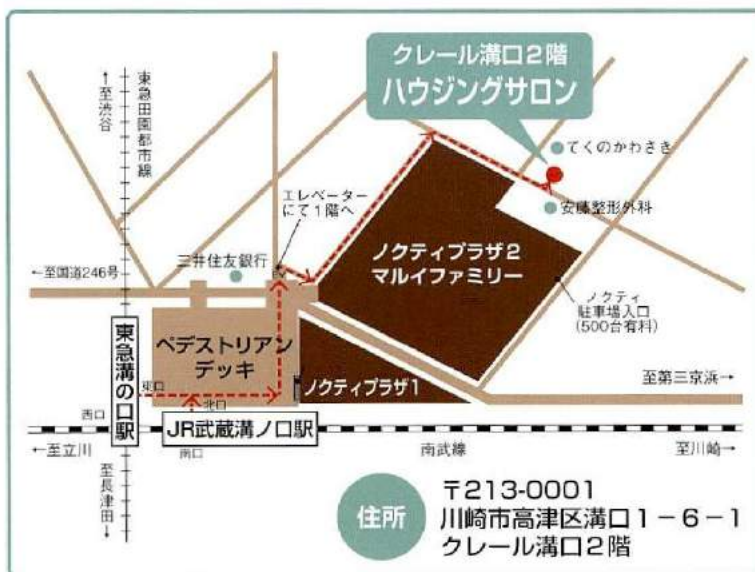 クレール溝口2階
ハウジングサロン
↑至渋谷
東急田園都市線
てくのかわさき
安藤整形外科
エレベーター
にて1階へ
三井住友銀行
←至国道246号
ノクティプラザ2
マルイファミリー
ノクティ
駐車場入口
(500台有料)
ペデストリアン
デッキ
東急溝の口駅
東口
ノクティプラザ1
至第三京浜→
西口
北口
JR武蔵溝ノ口駅
南口
←至立川
南武線
至川崎→
至長津田↓
住所
〒213-0001
川崎市高津区溝口1-6-1
クレール溝口2階